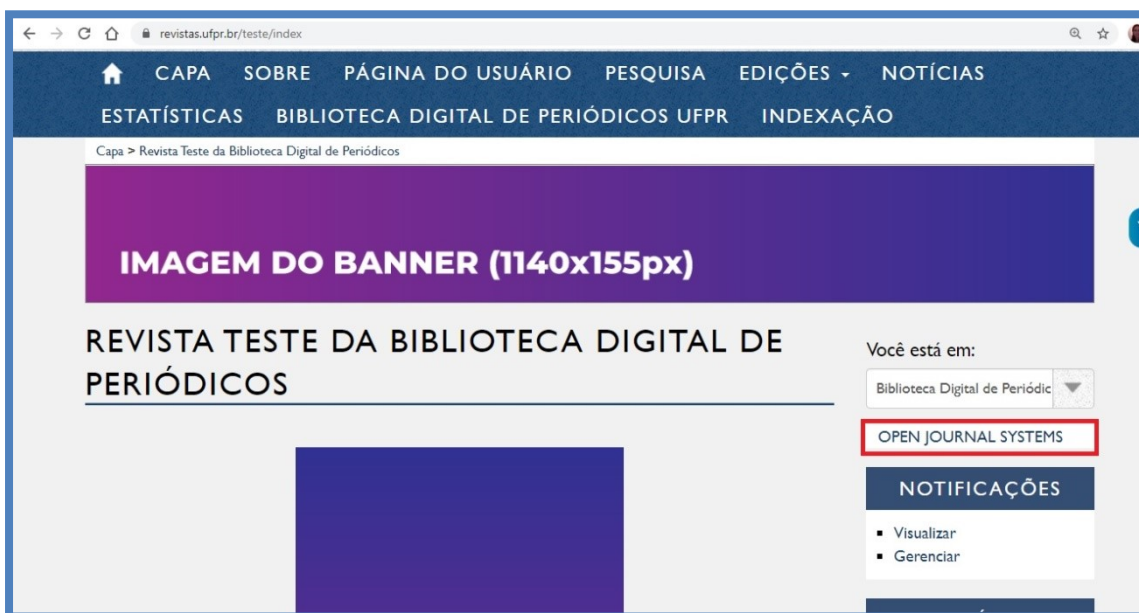 revistas.ufpr.br/teste/index
CAPA SOBRE PÁGINA DO USUÁRIO PESQUISA EDIÇÕES NOTÍCIAS
ESTATÍSTICAS BIBLIOTECA DIGITAL DE PERIÓDICOS UFPR INDEXAÇÃO
Capa > Revista Teste da Biblioteca Digital de Periódicos
IMAGEM DO BANNER (1140x155px)
REVISTA TESTE DA BIBLIOTECA DIGITAL DE
PERIÓDICOS
Você está em:
Biblioteca Digital de Periódic
OPEN JOURNAL SYSTEMS
NOTIFICAÇÕES
Visualizar
Gerenciar